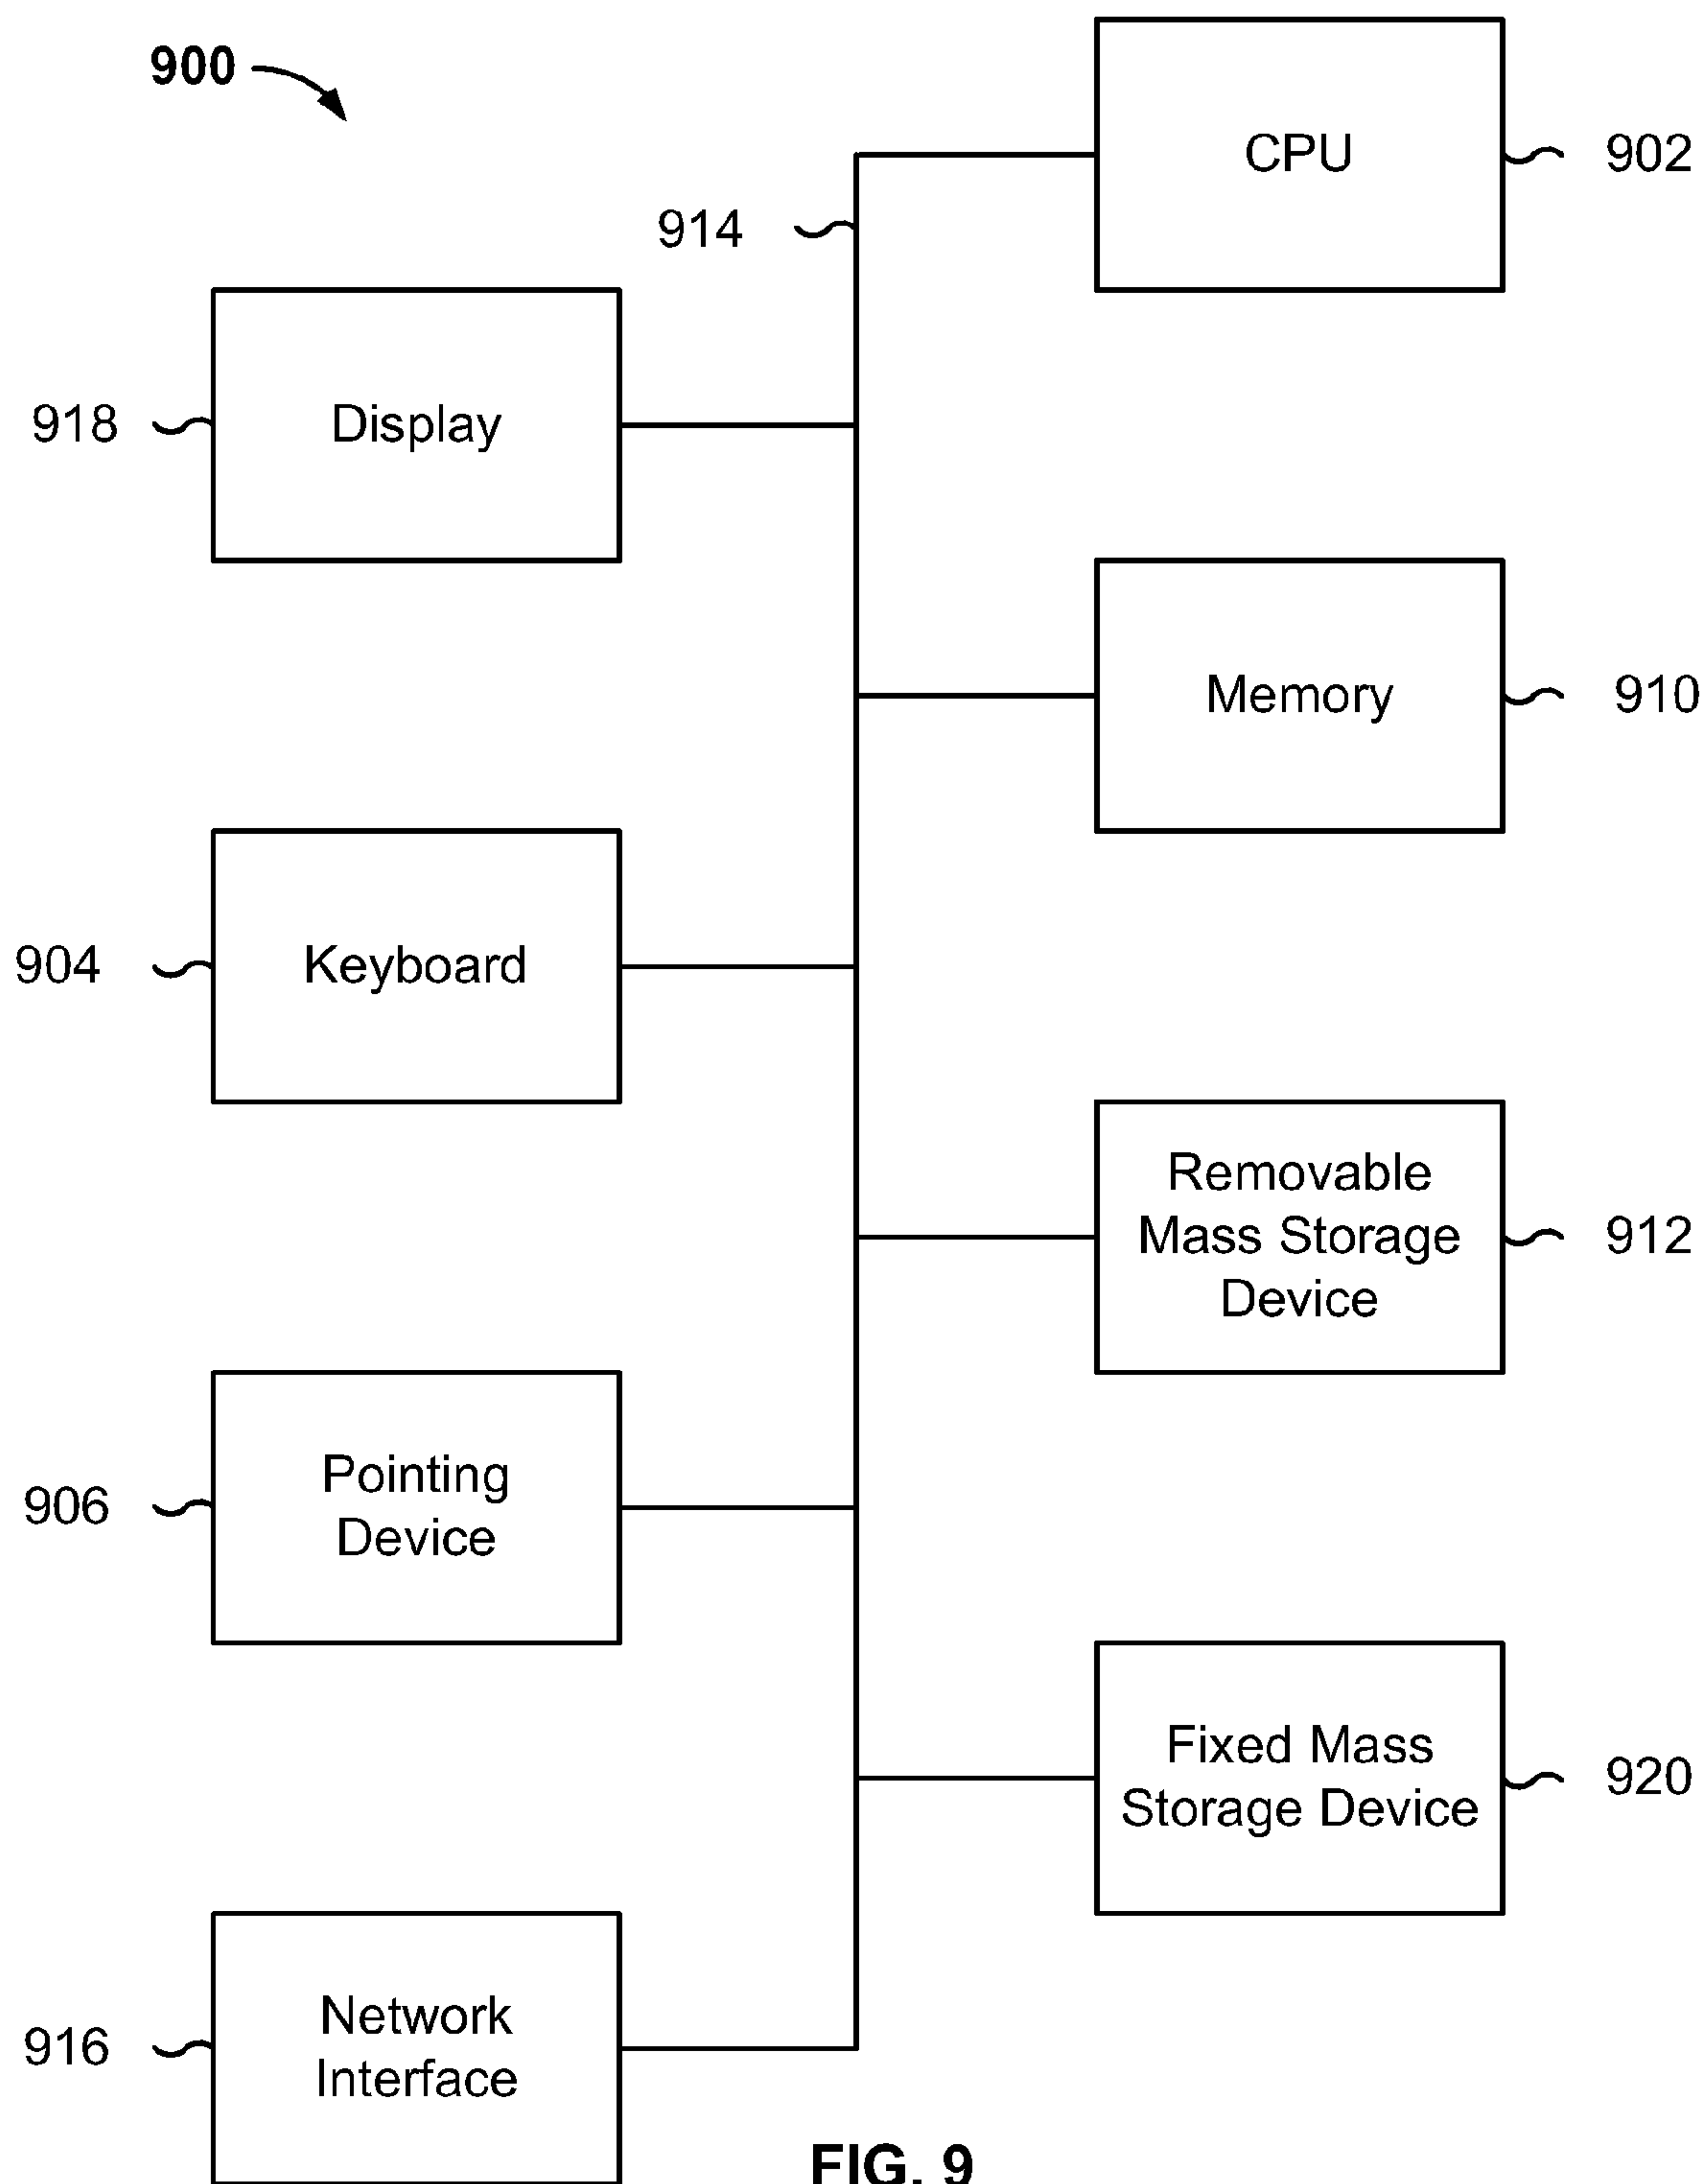 900
CPU
902
914
Display
918
Memory
910
Keyboard
904
Removable
Mass Storage
Device
912
Pointing
Device
906
Fixed Mass
Storage Device
920
Network
Interface
916
FIG. 9